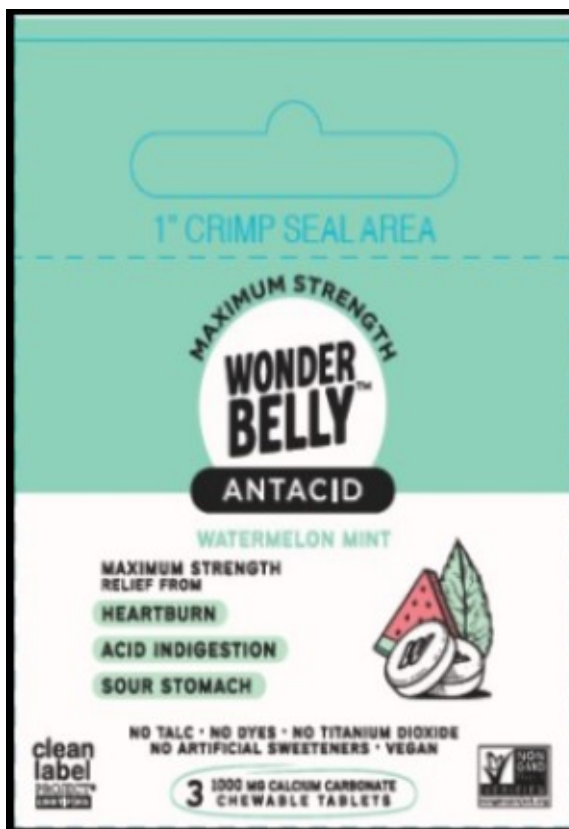 1" CRIMP SEAL AREA
MAXIMUM STRENGTH
WONDER
BELLY™
ANTACID
WATERMELON MINT
MAXIMUM STRENGTH
RELIEF FROM
HEARTBURN
ACID INDIGESTION
SOUR STOMACH
NO TALC • NO DYES • NO TITANIUM DIOXIDE
NO ARTIFICIAL SWEETENERS • VEGAN
clean
label
PROJECT
NON
GMO
3 1000 MG CALCIUM CARBONATE
CHEWABLE TABLETS